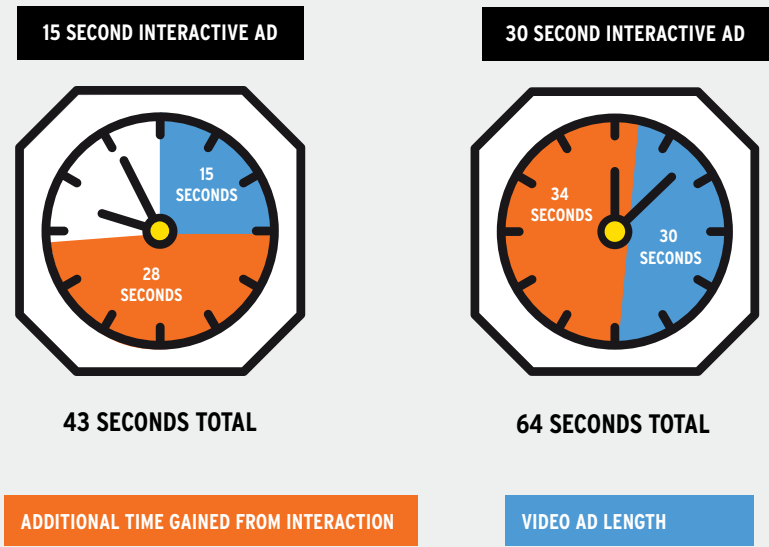 15 SECOND INTERACTIVE AD
30 SECOND INTERACTIVE AD
15
SECONDS
28
SECONDS
34
SECONDS
30
SECONDS
43 SECONDS TOTAL
64 SECONDS TOTAL
ADDITIONAL TIME GAINED FROM INTERACTION
VIDEO AD LENGTH